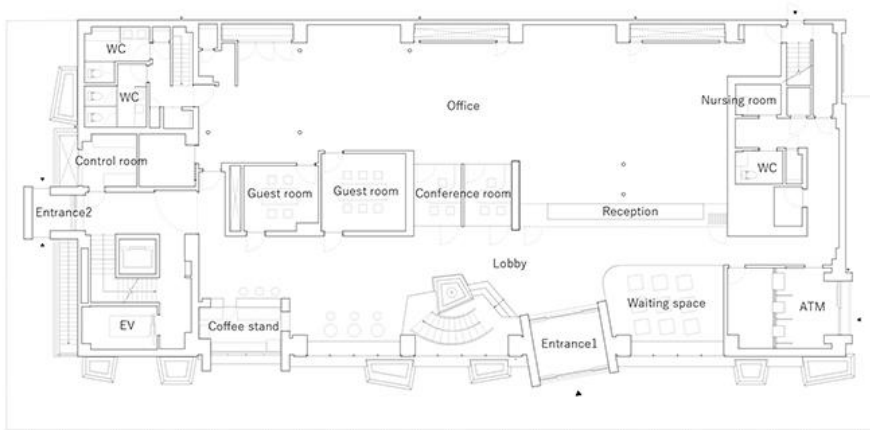 WC
WC
Office
Nursing room
Control room
WC
Guest room
Guest room
Conference room
Entrance2
Reception
Lobby
Waiting space
ATM
EV
Coffee stand
Entrance1